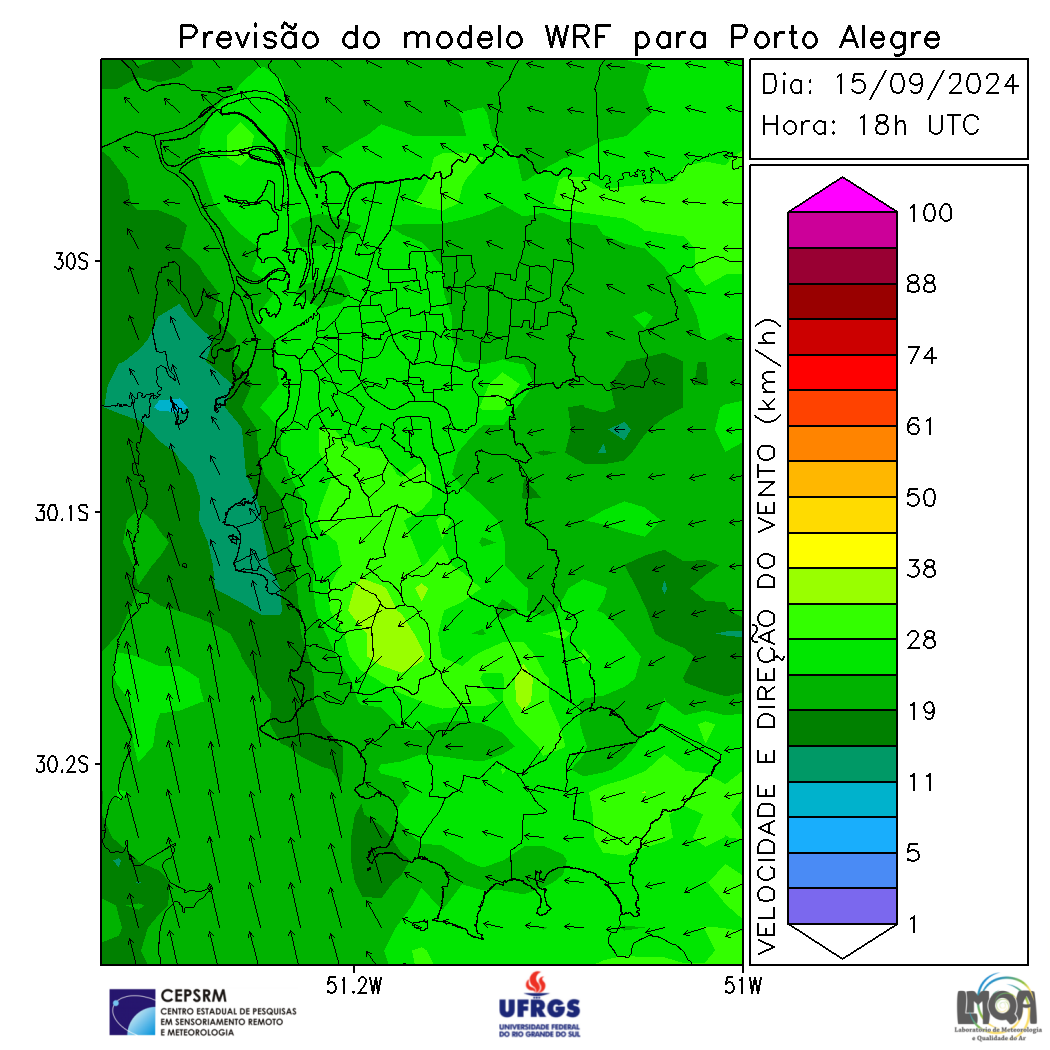 Previsão do modelo WRF para Porto Alegre
Dia: 15/09/2024
Hora: 18h UTC
30S
30.1S
30.2S
51.2W
51W
VELOCIDADE E DIREÇÃO DO VENTO (km/h)
100
88
74
61
50
38
28
19
11
5
1
CEPSRM
CENTRO ESTADUAL DE PESQUISAS
EM SENSORIAMENTO REMOTO
E METEOROLOGIA
UFRGS
UNIVERSIDADE FEDERAL
DO RIO GRANDE DO SUL
LMQA
Laboratório de Meteorologia
e Qualidade do Ar